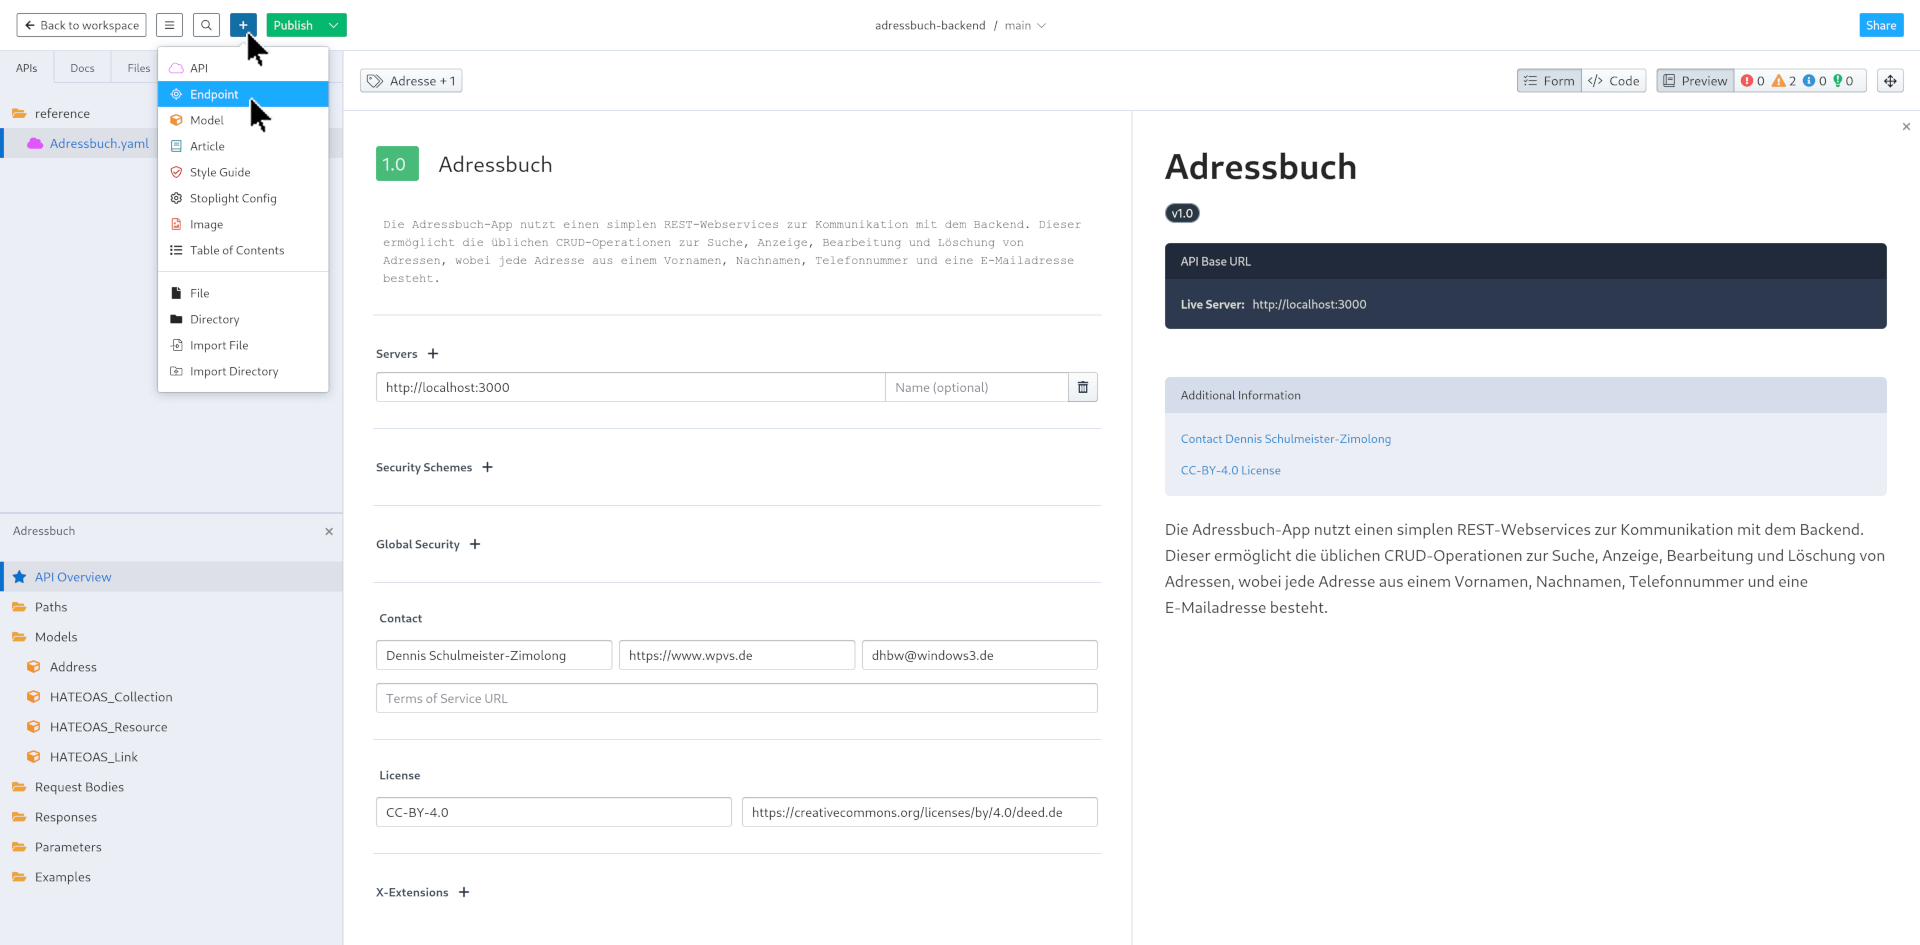 Back to workspace
Publish
adressbuch-backend / main
Share
APIs
Docs
Files
API
Endpoint
Model
Article
Style Guide
Stoplight Config
Image
Table of Contents
File
Directory
Import File
Import Directory
reference
Adressbuch.yaml
Adressbuch
API Overview
Paths
Models
Address
HATEOAS_Collection
HATEOAS_Resource
HATEOAS_Link
Request Bodies
Responses
Parameters
Examples
Adresse + 1
Form
</> Code
Preview
0
2
0
0
1.0 Adressbuch
Die Adressbuch-App nutzt einen simplen REST-Webservices zur Kommunikation mit dem Backend. Dieser
ermöglicht die üblichen CRUD-Operationen zur Suche, Anzeige, Bearbeitung und Löschung von
Adressen, wobei jede Adresse aus einem Vornamen, Nachnamen, Telefonnummer und eine E-Mailadresse
besteht.
Servers +
http://localhost:3000
Name (optional)
Security Schemes +
Global Security +
Contact
Dennis Schulmeister-Zimolong
https://www.wpvs.de
dhbw@windows3.de
Terms of Service URL
License
CC-BY-4.0
https://creativecommons.org/licenses/by/4.0/deed.de
X-Extensions +
Adressbuch
v1.0
API Base URL
Live Server: http://localhost:3000
Additional Information
Contact Dennis Schulmeister-Zimolong
CC-BY-4.0 License
Die Adressbuch-App nutzt einen simplen REST-Webservices zur Kommunikation mit dem Backend.
Dieser ermöglicht die üblichen CRUD-Operationen zur Suche, Anzeige, Bearbeitung und Löschung von
Adressen, wobei jede Adresse aus einem Vornamen, Nachnamen, Telefonnummer und eine
E-Mailadresse besteht.